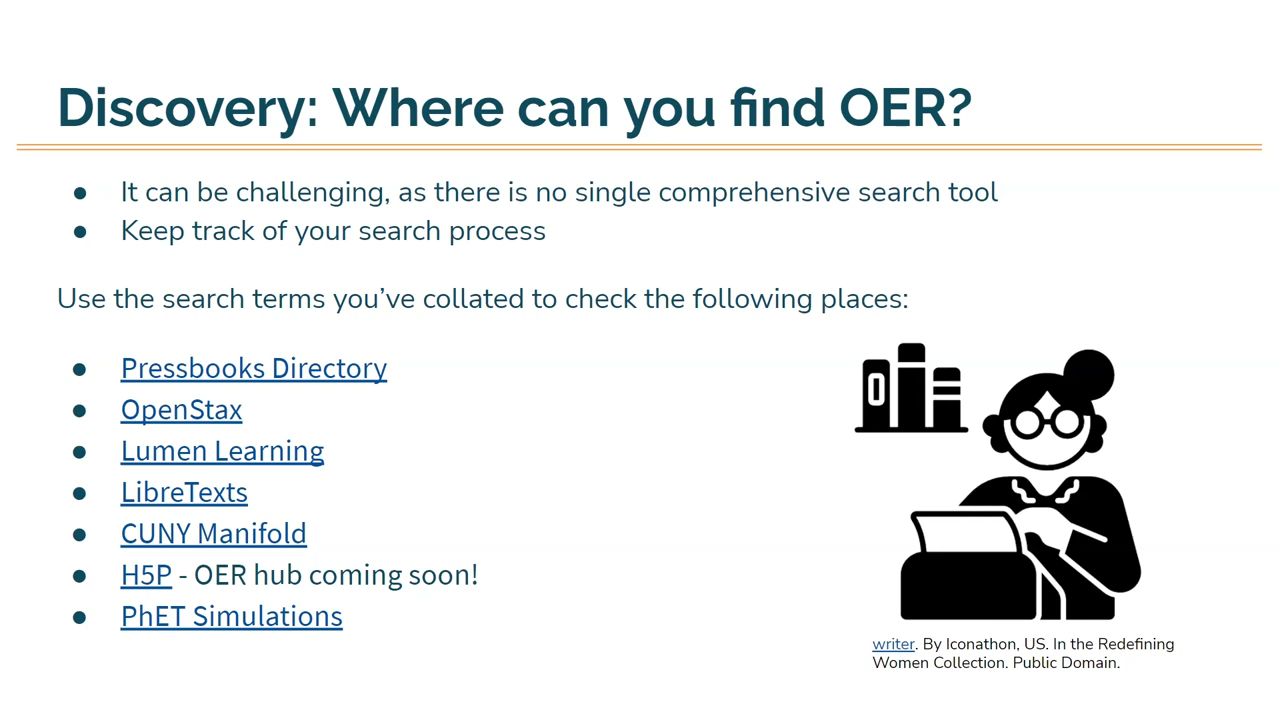 Discovery: Where can you find OER?
● It can be challenging, as there is no single comprehensive search tool
● Keep track of your search process
Use the search terms you’ve collated to check the following places:
● Pressbooks Directory
● OpenStax
● Lumen Learning
● LibreTexts
● CUNY Manifold
● H5P - OER hub coming soon!
● PhET Simulations
writer. By Iconathon, US. In the Redefining
Women Collection. Public Domain.